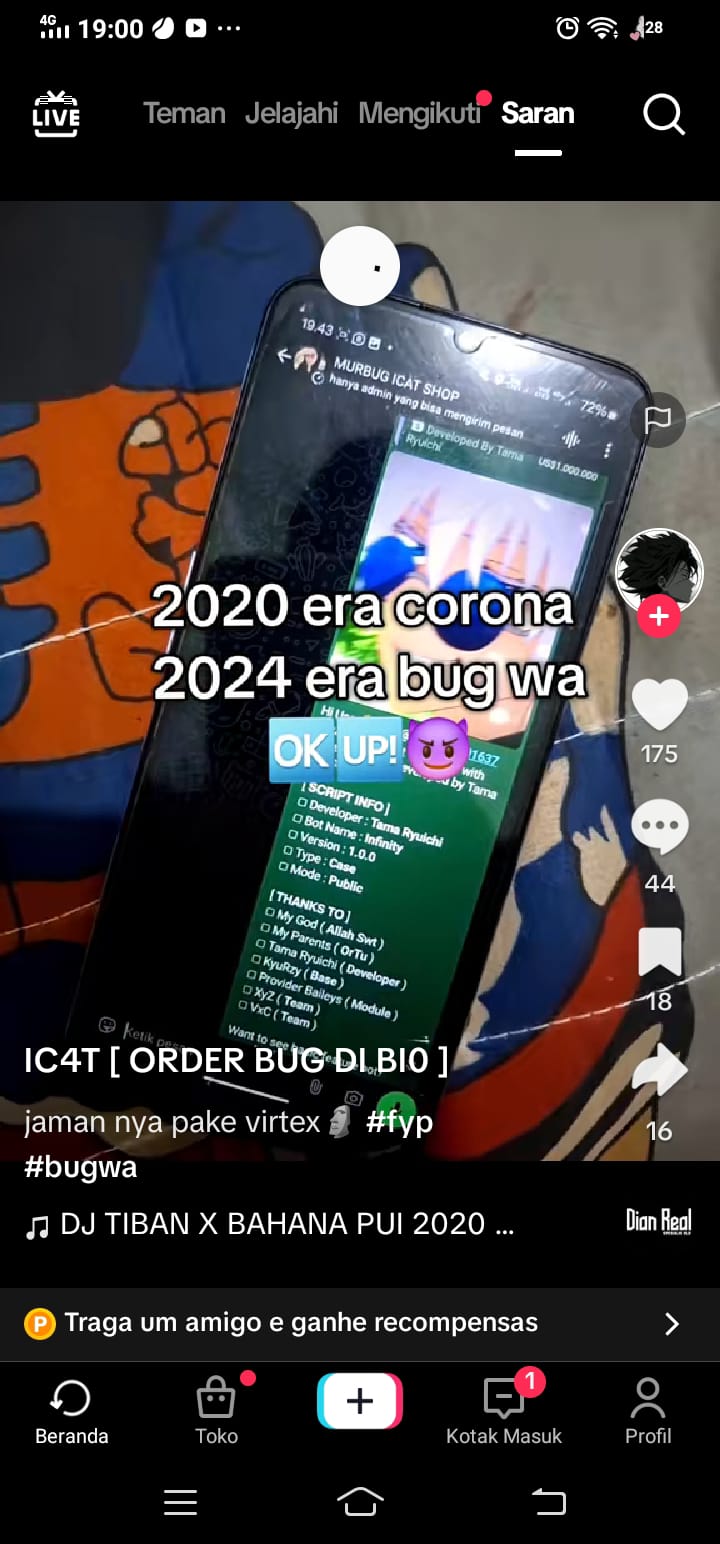 4G 19:00 28
LIVE Teman Jelajahi Mengikuti Saran
19.43
72%
MURBUG ICAT SHOP
hanya admin yang bisa mengirim pesan
Developed By Tama
Ryuichi
US$1.000.000
2020 era corona
2024 era bug wa
OK UP!
1637
with
by Tama
[ SCRIPT INFO ]
Developer : Tama Ryuichi
Bot Name : Infinity
Version : 1.0.0
Type : Case
Mode : Public
[ THANKS TO ]
My God ( Allah Swt )
My Parents ( OrTu )
Tama Ryuichi ( Developer )
KyuRzy ( Base )
Provider Baileys ( Module )
XyZ ( Team )
VxC ( Team )
Want to see
Ketik
175
44
18
16
IC4T [ ORDER BUG DI BI0 ]
jaman nya pake virtex🗿 #fyp
#bugwa
DJ TIBAN X BAHANA PUI 2020 ...
Dian Real
P Traga um amigo e ganhe recompensas
1
Beranda Toko Kotak Masuk Profil